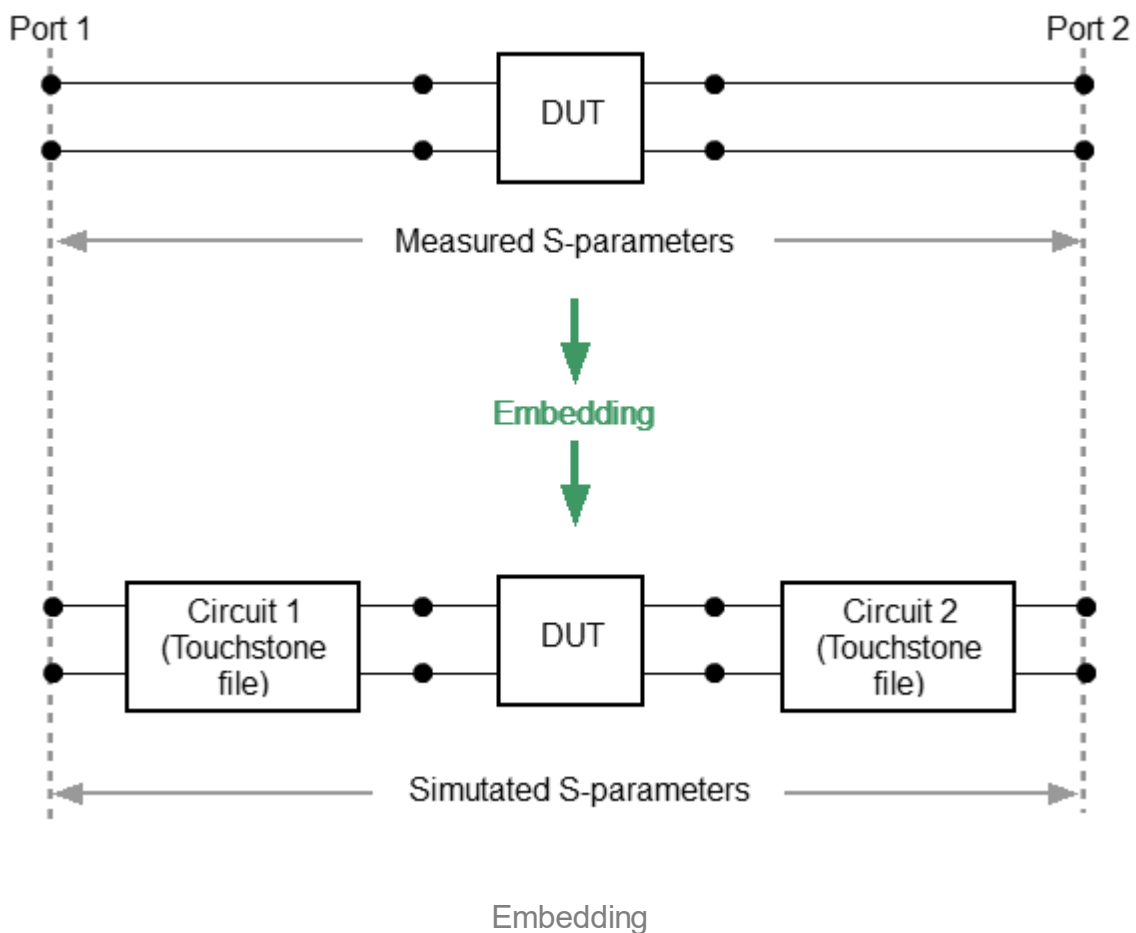 Port 1
Port 2
DUT
Measured S-parameters
Embedding
Circuit 1
(Touchstone
file)
DUT
Circuit 2
(Touchstone
file)
Simutated S-parameters
Embedding